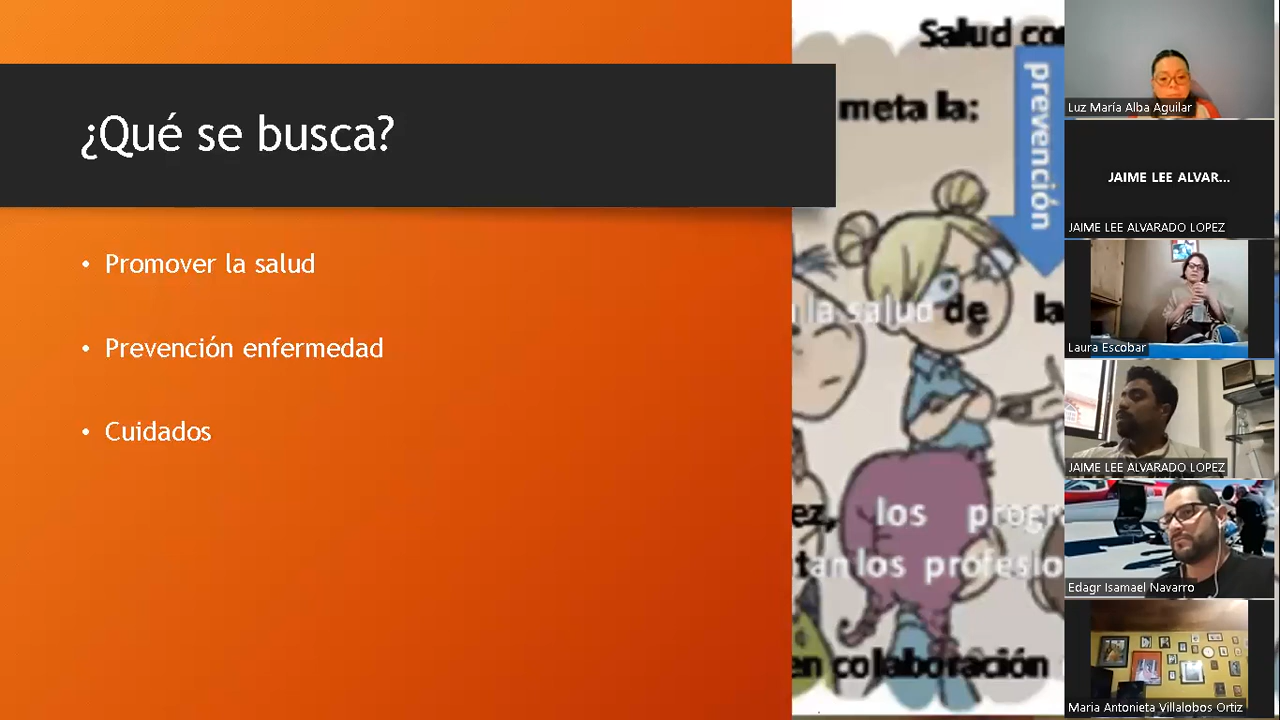 ¿Qué se busca?
• Promover la salud
• Prevención enfermedad
• Cuidados
Salud
meta la:
prevención
la salud de la
los
en colaboración
Luz María Alba Aguilar
JAIME LEE ALVAR...
JAIME LEE ALVARADO LOPEZ
Laura Escobar
JAIME LEE ALVARADO LOPEZ
Edagr Isamael Navarro
Maria Antonieta Villalobos Ortiz